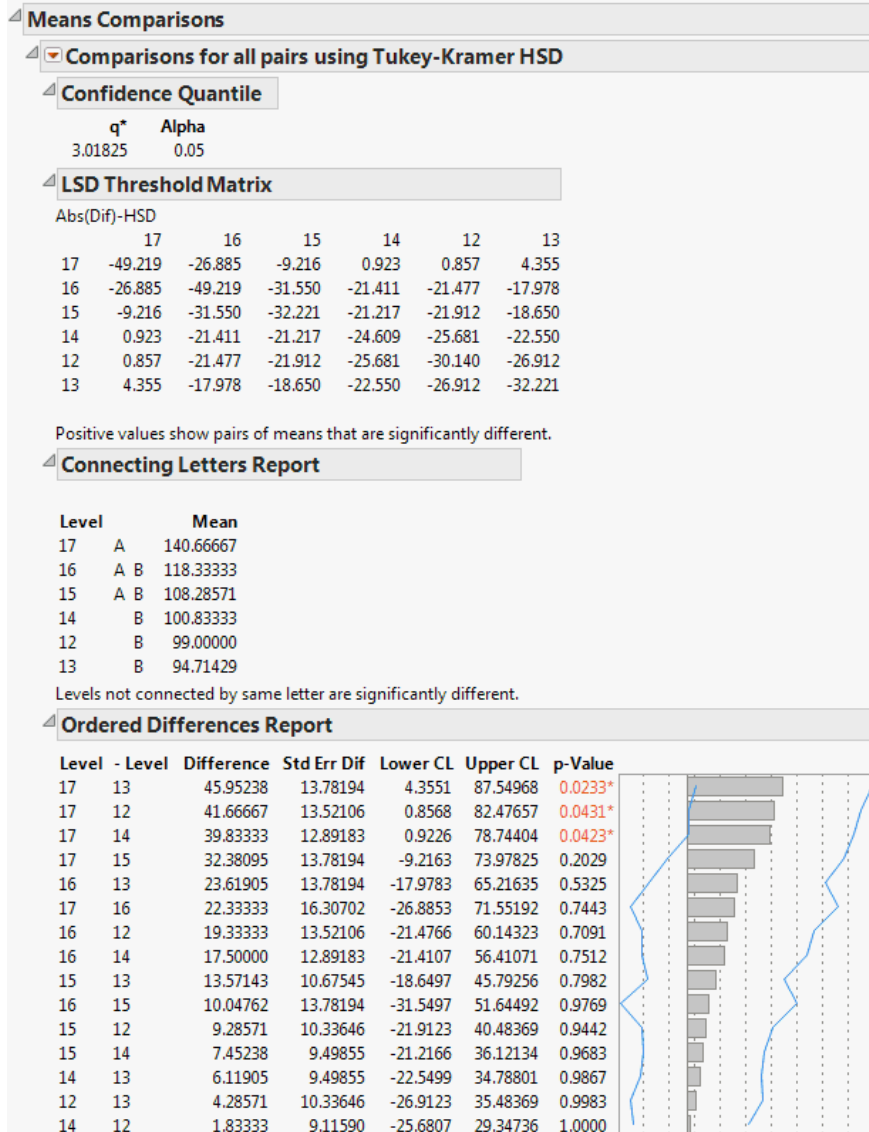 Means Comparisons
Comparisons for all pairs using Tukey-Kramer HSD
Confidence Quantile
q* Alpha
3.01825 0.05
LSD Threshold Matrix
Abs(Dif)-HSD
17 16 15 14 12 13
17 -49.219 -26.885 -9.216 0.923 0.857 4.355
16 -26.885 -49.219 -31.550 -21.411 -21.477 -17.978
15 -9.216 -31.550 -32.221 -21.217 -21.912 -18.650
14 0.923 -21.411 -21.217 -24.609 -25.681 -22.550
12 0.857 -21.477 -21.912 -25.681 -30.140 -26.912
13 4.355 -17.978 -18.650 -22.550 -26.912 -32.221
Positive values show pairs of means that are significantly different.
Connecting Letters Report
Level Mean
17 A 140.66667
16 A B 118.33333
15 A B 108.28571
14 B 100.83333
12 B 99.00000
13 B 94.71429
Levels not connected by same letter are significantly different.
Ordered Differences Report
Level - Level Difference Std Err Dif Lower CL Upper CL p-Value
17 13 45.95238 13.78194 4.3551 87.54968 0.0233*
17 12 41.66667 13.52106 0.8568 82.47657 0.0431*
17 14 39.83333 12.89183 0.9226 78.74404 0.0423*
17 15 32.38095 13.78194 -9.2163 73.97825 0.2029
16 13 23.61905 13.78194 -17.9783 65.21635 0.5325
17 16 22.33333 16.30702 -26.8853 71.55192 0.7443
16 12 19.33333 13.52106 -21.4766 60.14323 0.7091
16 14 17.50000 12.89183 -21.4107 56.41071 0.7512
15 13 13.57143 10.67545 -18.6497 45.79256 0.7982
16 15 10.04762 13.78194 -31.5497 51.64492 0.9769
15 12 9.28571 10.33646 -21.9123 40.48369 0.9442
15 14 7.45238 9.49855 -21.2166 36.12134 0.9683
14 13 6.11905 9.49855 -22.5499 34.78801 0.9867
12 13 4.28571 10.33646 -26.9123 35.48369 0.9983
14 12 1.83333 9.11590 -25.6807 29.34736 1.0000